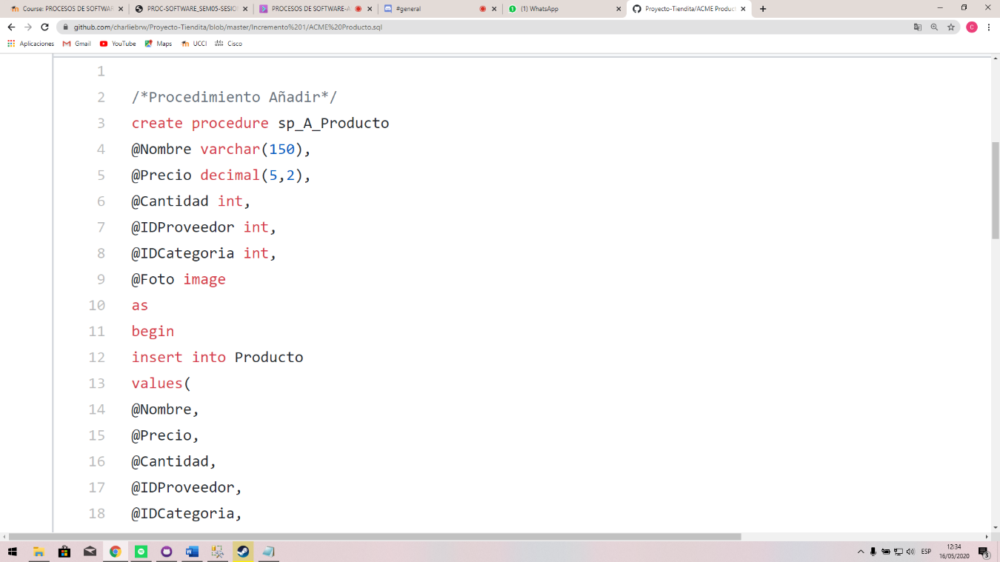 Course: PROCESOS DE SOFTWAR
PROC-SOFTWARE_SEM05-SESIO
PROCESOS DE SOFTWARE-A
#general
(1) WhatsApp
Proyecto-Tiendita/ACME Product
github.com/charliebrw/Proyecto-Tiendita/blob/master/Incremento%201/ACME%20Producto.sql
C
Aplicaciones
Gmail
YouTube
Maps
UCCI
Cisco
1
2 /*Procedimiento Añadir*/
3 create procedure sp_A_Producto
4 @Nombre varchar(150),
5 @Precio decimal(5,2),
6 @Cantidad int,
7 @IDProveedor int,
8 @IDCategoria int,
9 @Foto image
10 as
11 begin
12 insert into Producto
13 values(
14 @Nombre,
15 @Precio,
16 @Cantidad,
17 @IDProveedor,
18 @IDCategoria,
ESP
12:34
16/05/2020
3